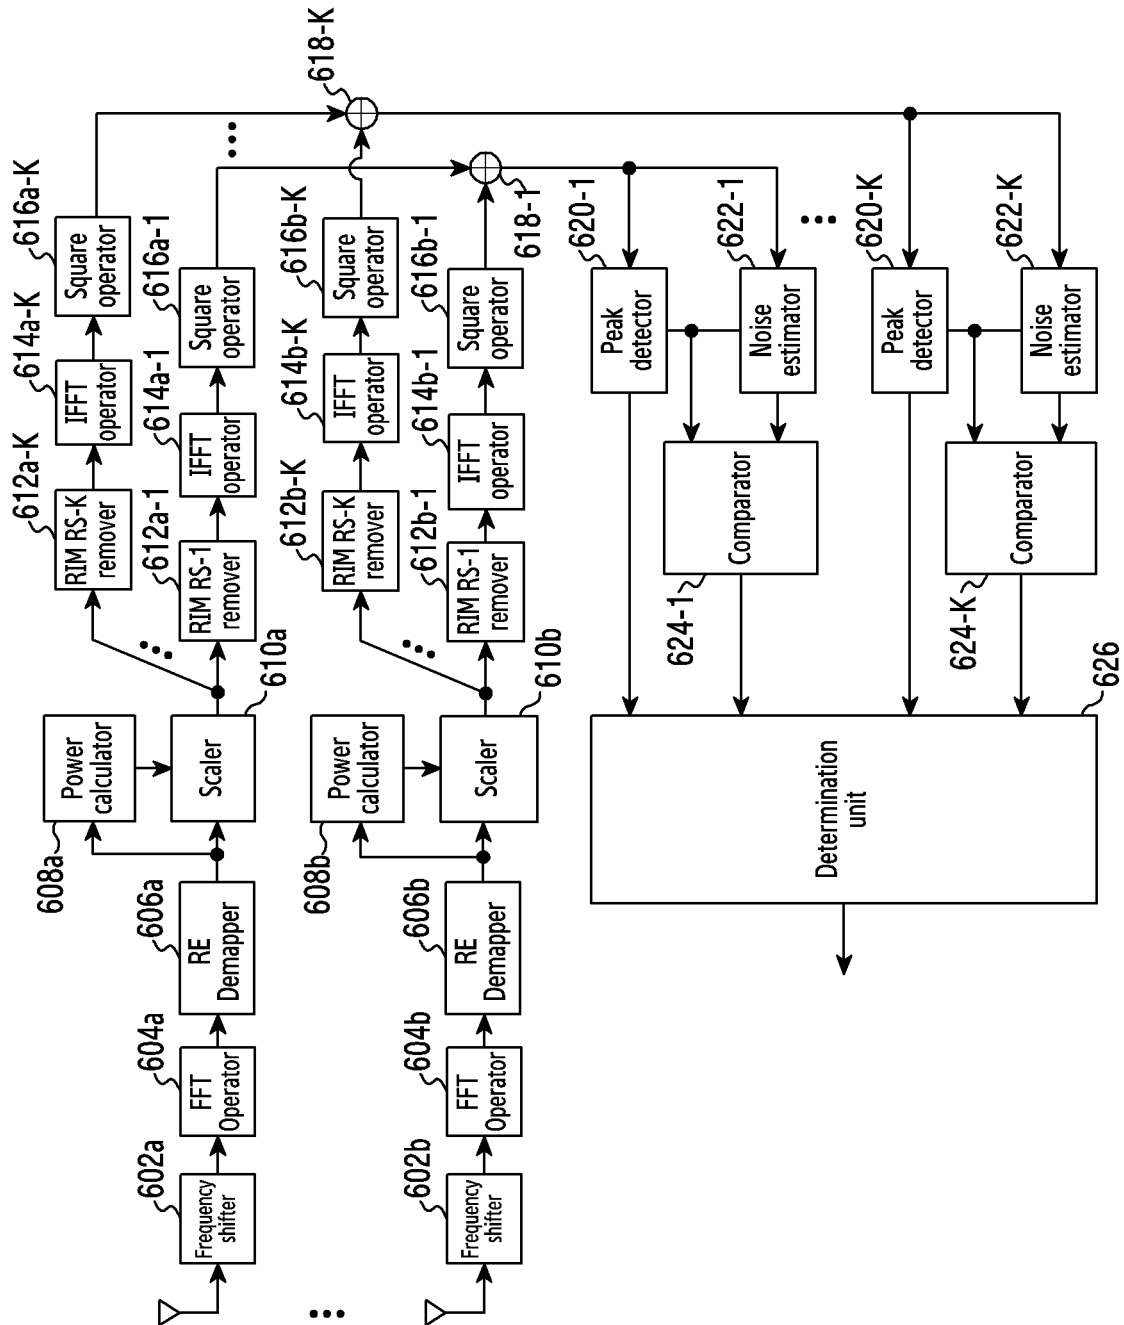 602a
Frequency
shifter
604a
FFT
Operator
606a
RE
Demapper
608a
Power
calculator
610a
Scaler
612a-K
RIM RS-K
remover
614a-K
IFFT
operator
616a-K
Square
operator
612a-1
RIM RS-1
remover
614a-1
IFFT
operator
616a-1
Square
operator
618-K
602b
Frequency
shifter
604b
FFT
Operator
606b
RE
Demapper
608b
Power
calculator
610b
Scaler
612b-K
RIM RS-K
remover
614b-K
IFFT
operator
616b-K
Square
operator
612b-1
RIM RS-1
remover
614b-1
IFFT
operator
616b-1
Square
operator
618-1
620-1
Peak
detector
622-1
Noise
estimator
624-1
Comparator
620-K
Peak
detector
622-K
Noise
estimator
624-K
Comparator
626
Determination
unit